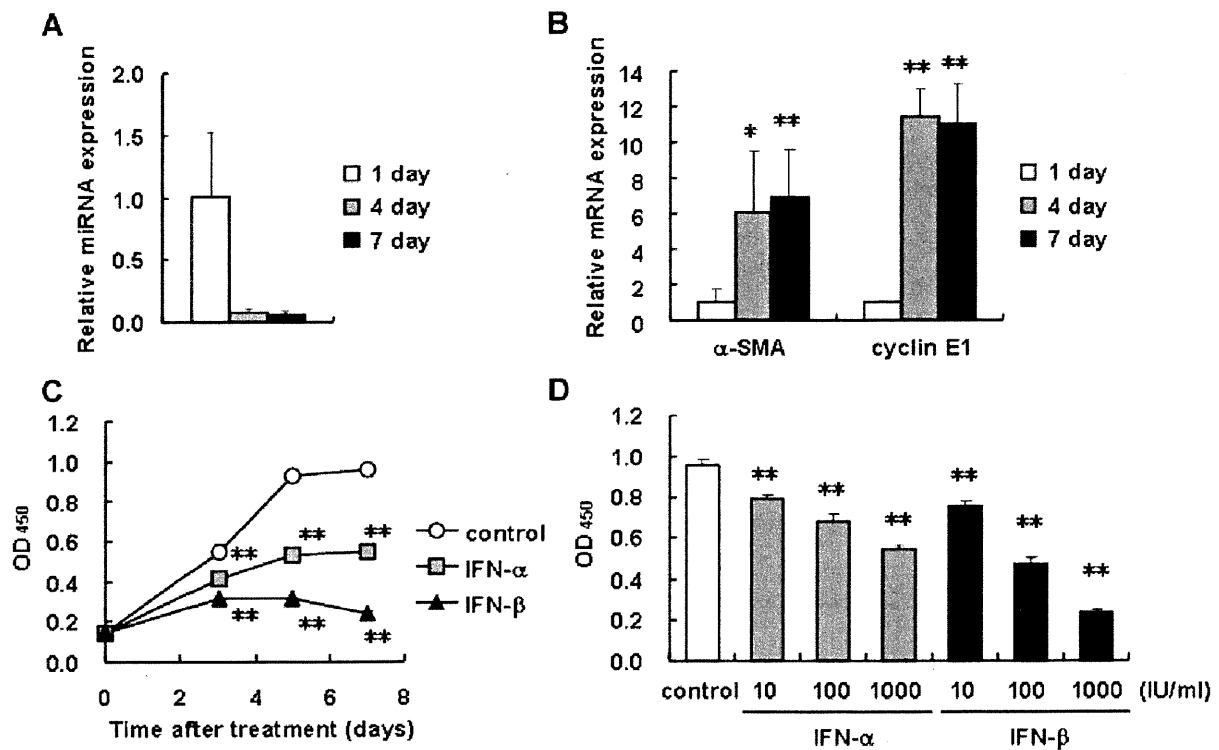 A
Relative miRNA expression
2.0
1.5
1.0
0.5
0.0
1 day
4 day
7 day
B
Relative mRNA expression
14
12
10
8
6
4
2
0
* ** ** **
α-SMA cyclin E1
1 day
4 day
7 day
C
OD 450
1.2
1.0
0.8
0.6
0.4
0.2
0.0
** ** **
** ** **
0 2 4 6 8
Time after treatment (days)
control
IFN-α
IFN-β
D
OD 450
1.2
1.0
0.8
0.6
0.4
0.2
0.0
** ** ** ** ** **
control 10 100 1000 10 100 1000 (IU/ml)
IFN-α IFN-β